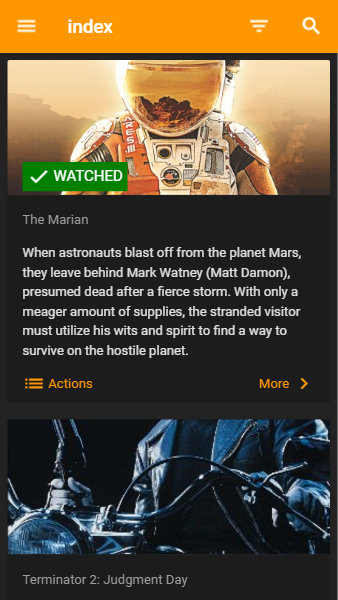 index
ARES III
WATCHED
The Marian
When astronauts blast off from the planet Mars,
they leave behind Mark Watney (Matt Damon),
presumed dead after a fierce storm. With only a
meager amount of supplies, the stranded visitor
must utilize his wits and spirit to find a way to
survive on the hostile planet.
Actions
More
Terminator 2: Judgment Day